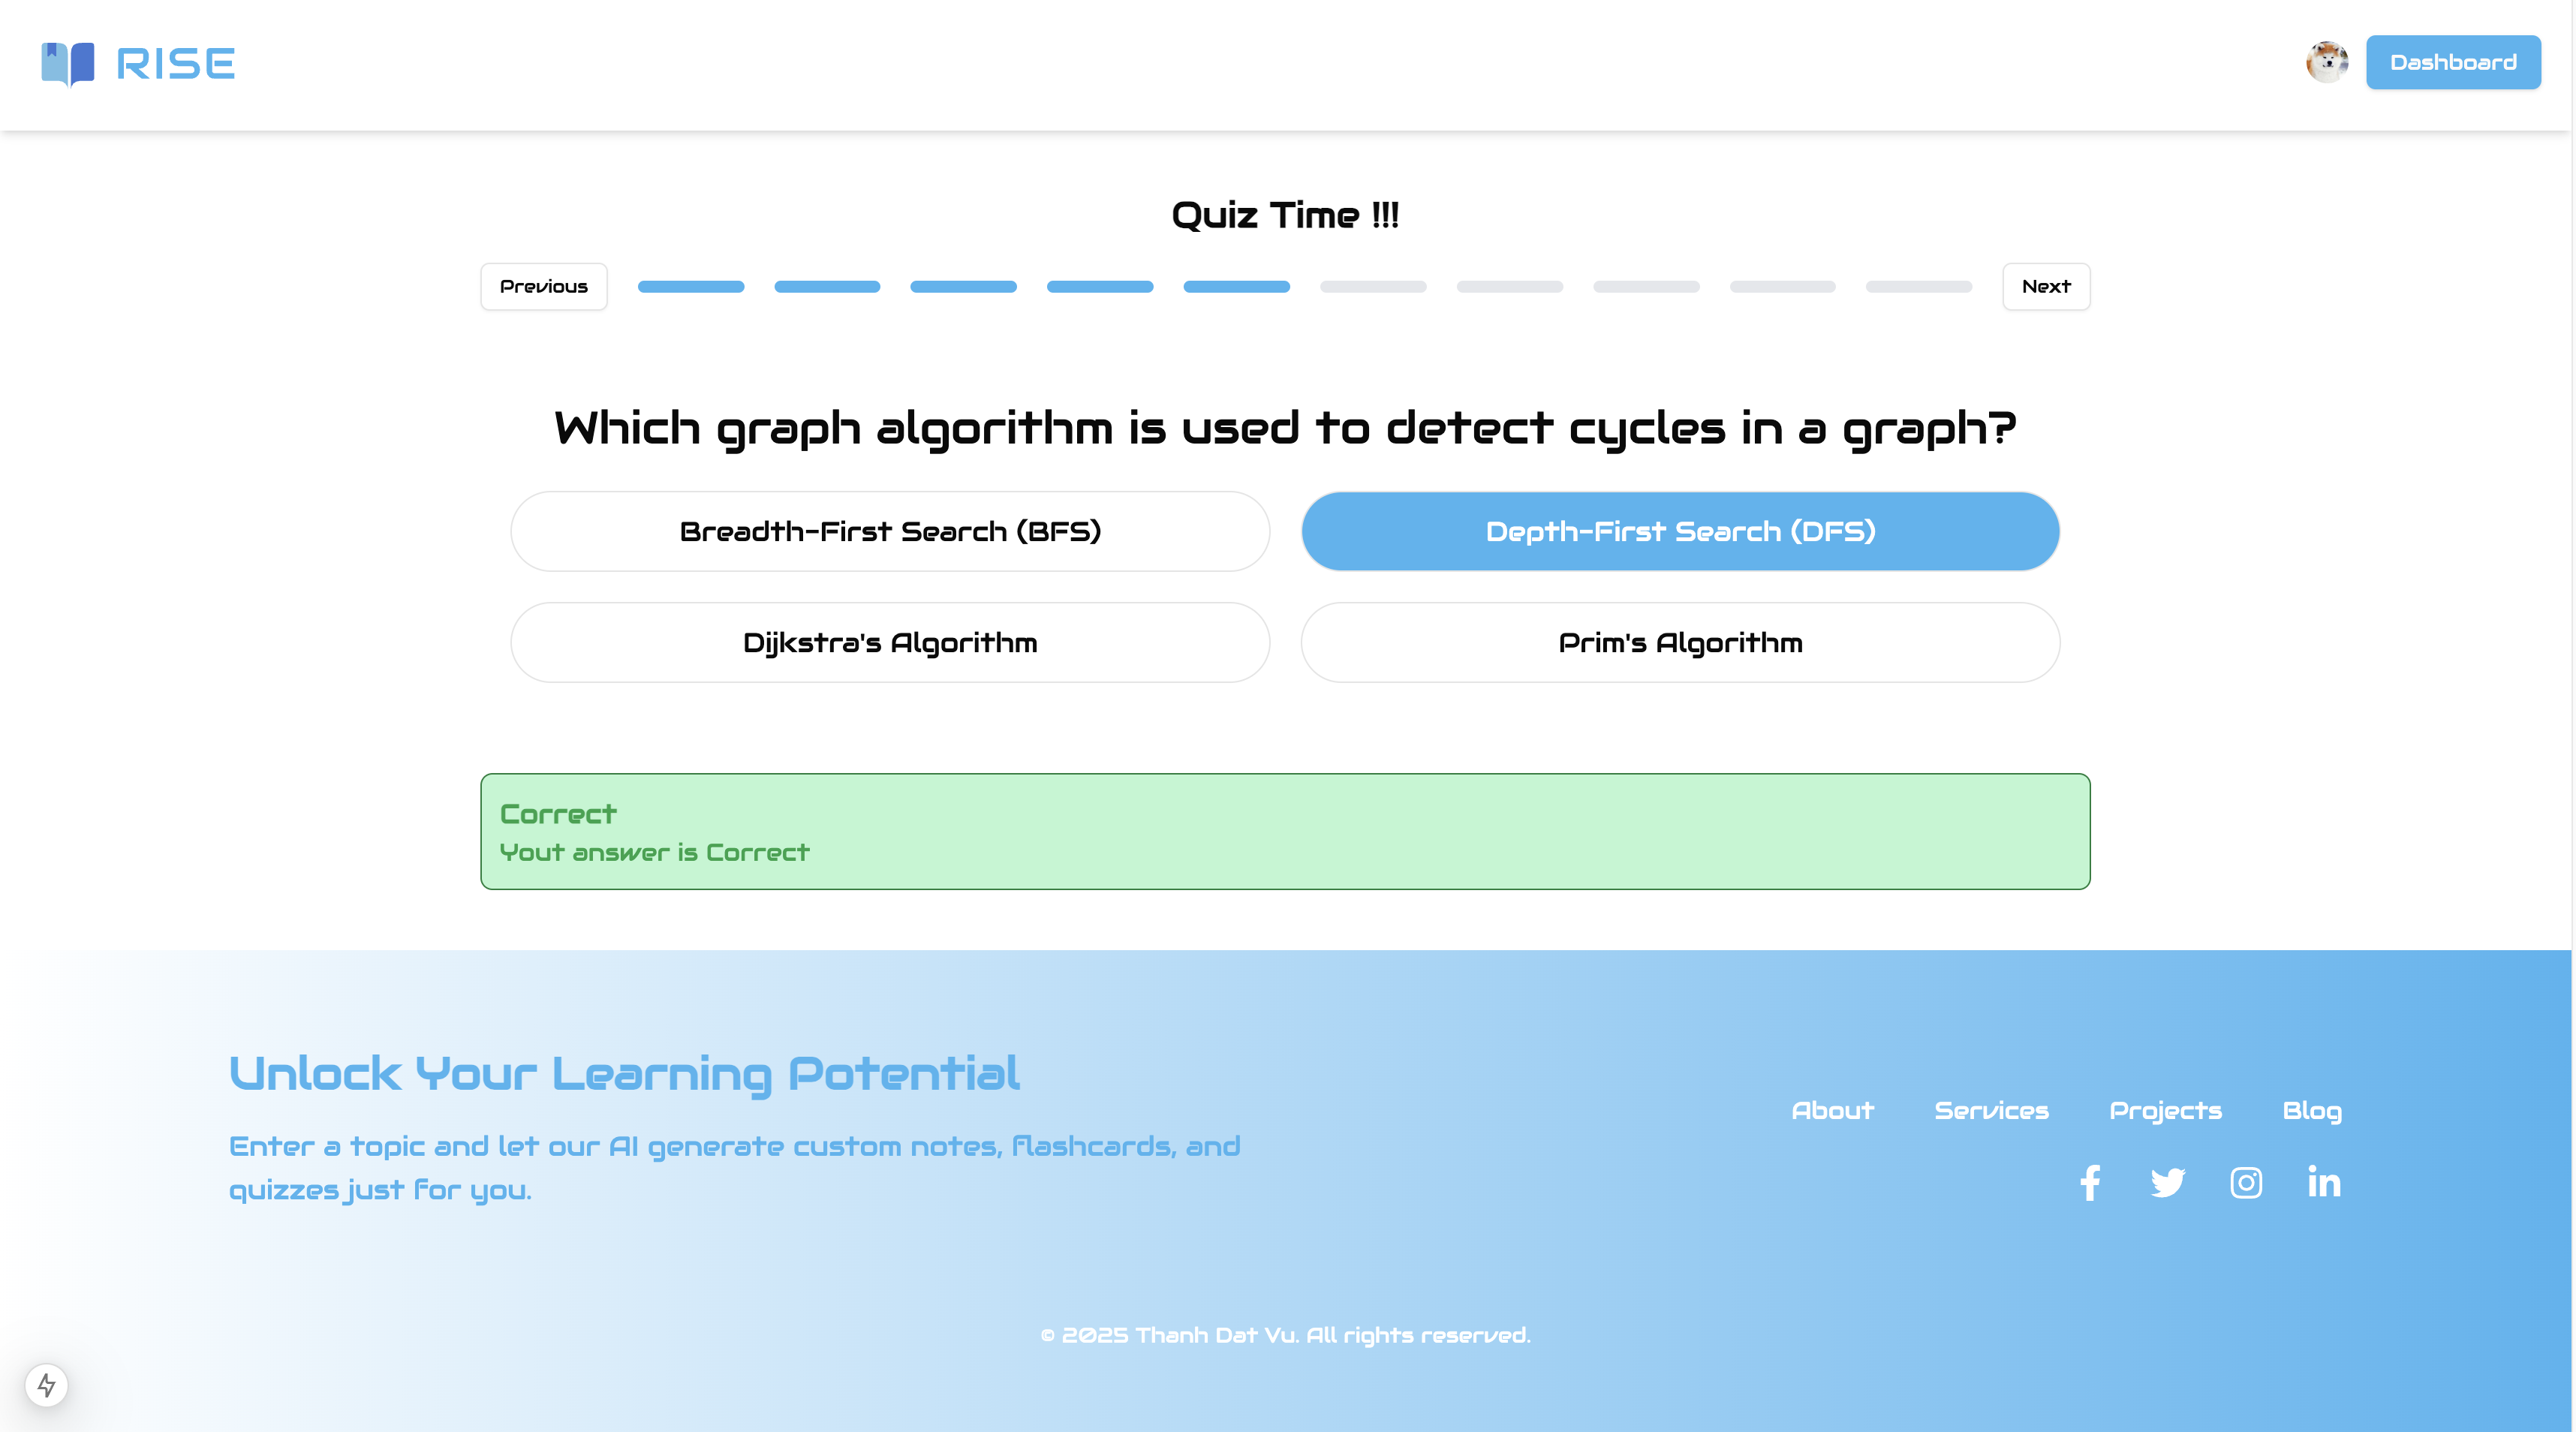 RISE
Dashboard
Quiz Time !!!
Previous
Next
Which graph algorithm is used to detect cycles in a graph?
Breadth-First Search (BFS)
Depth-First Search (DFS)
Dijkstra's Algorithm
Prim's Algorithm
Correct
Yout answer is Correct
Unlock Your Learning Potential
Enter a topic and let our AI generate custom notes, flashcards, and
quizzes just for you.
About
Services
Projects
Blog
© 2025 Thanh Dat Vu. All rights reserved.